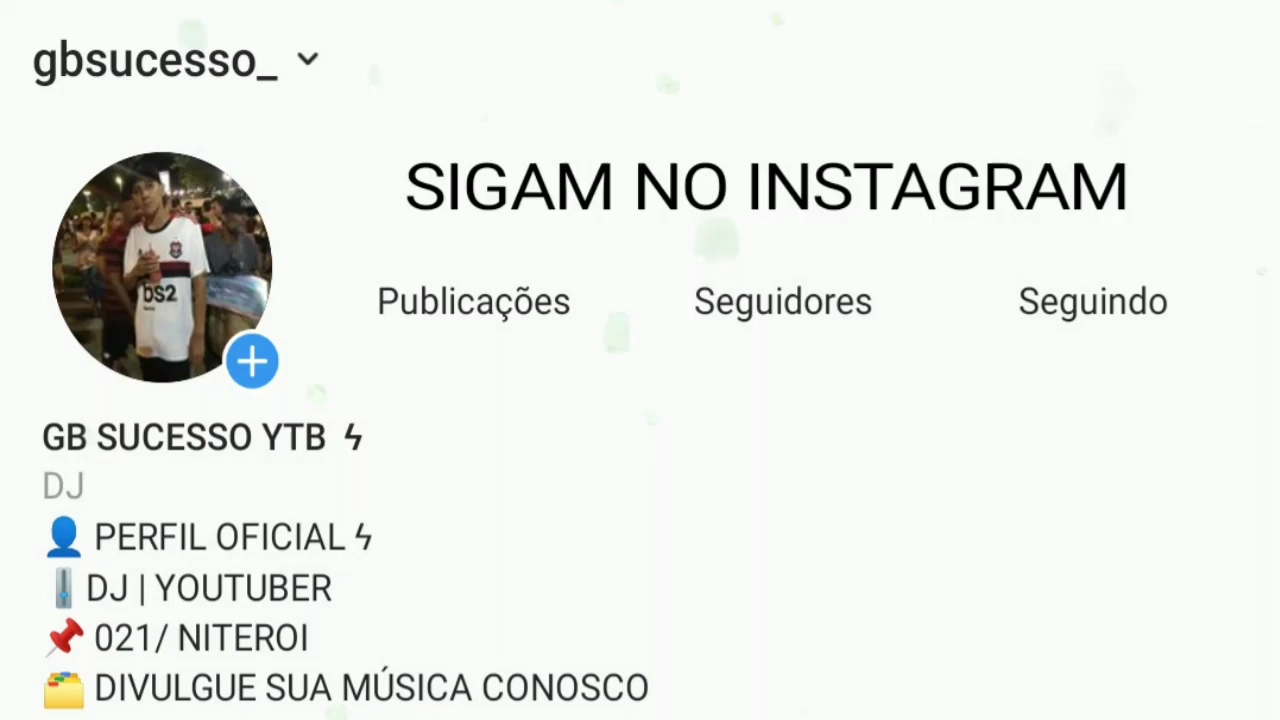 gbsucesso_
SIGAM NO INSTAGRAM
Publicações Seguidores Seguindo
bs2
GB SUCESSO YTB ϟ
DJ
👤 PERFIL OFICIAL ϟ
🎚️DJ | YOUTUBER
📌 021/ NITEROI
🗂️ DIVULGUE SUA MÚSICA CONOSCO